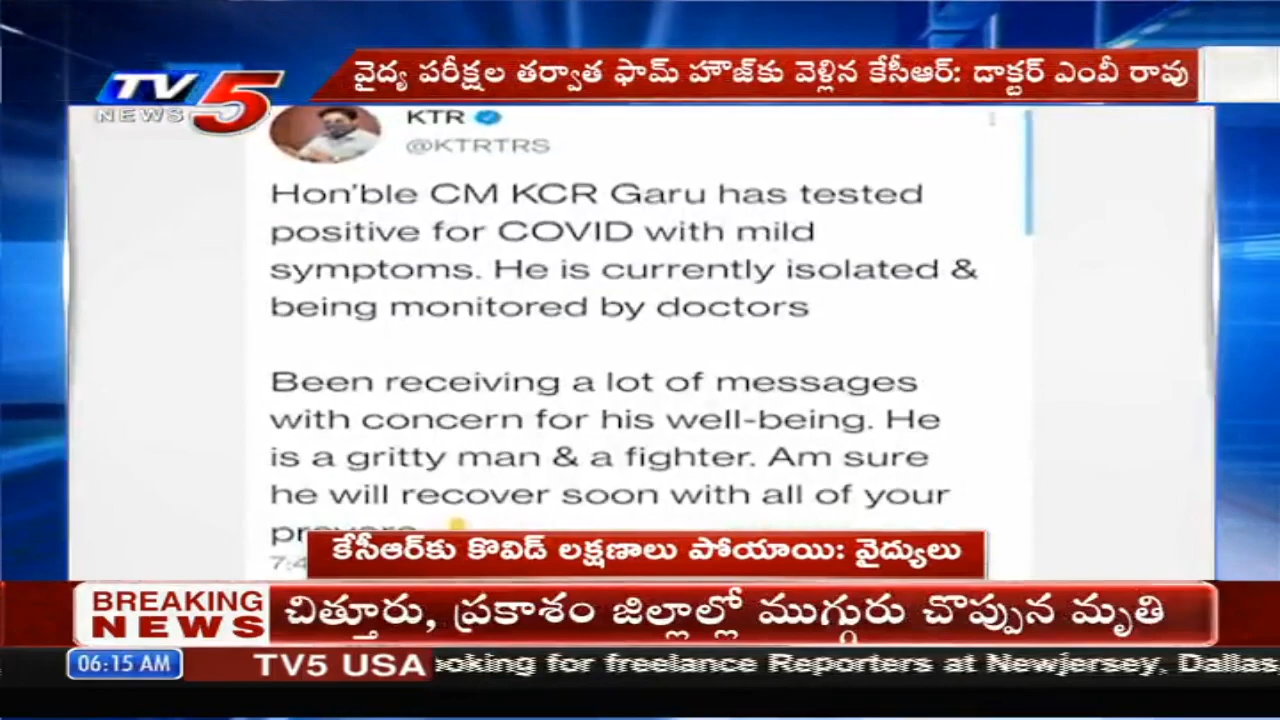 వైద్య పరీక్షల తర్వాత ఫామ్ హౌజ్‌కు వెళ్లిన కేసీఆర్: డాక్టర్ ఎంవీ రావు
TV5
NEWS
KTR
@KTRTRS
Hon'ble CM KCR Garu has tested
positive for COVID with mild
symptoms. He is currently isolated &
being monitored by doctors
Been receiving a lot of messages
with concern for his well-being. He
is a gritty man & a fighter. Am sure
he will recover soon with all of your
కేసీఆర్‌కు కొవిడ్ లక్షణాలు పోయాయి: వైద్యులు
BREAKING
NEWS
చిత్తూరు, ప్రకాశం జిల్లాల్లో ముగ్గురు చొప్పున మృతి
06:15 AM
TV5 USA
for freelance Reporters at Newjersey, Dallas,